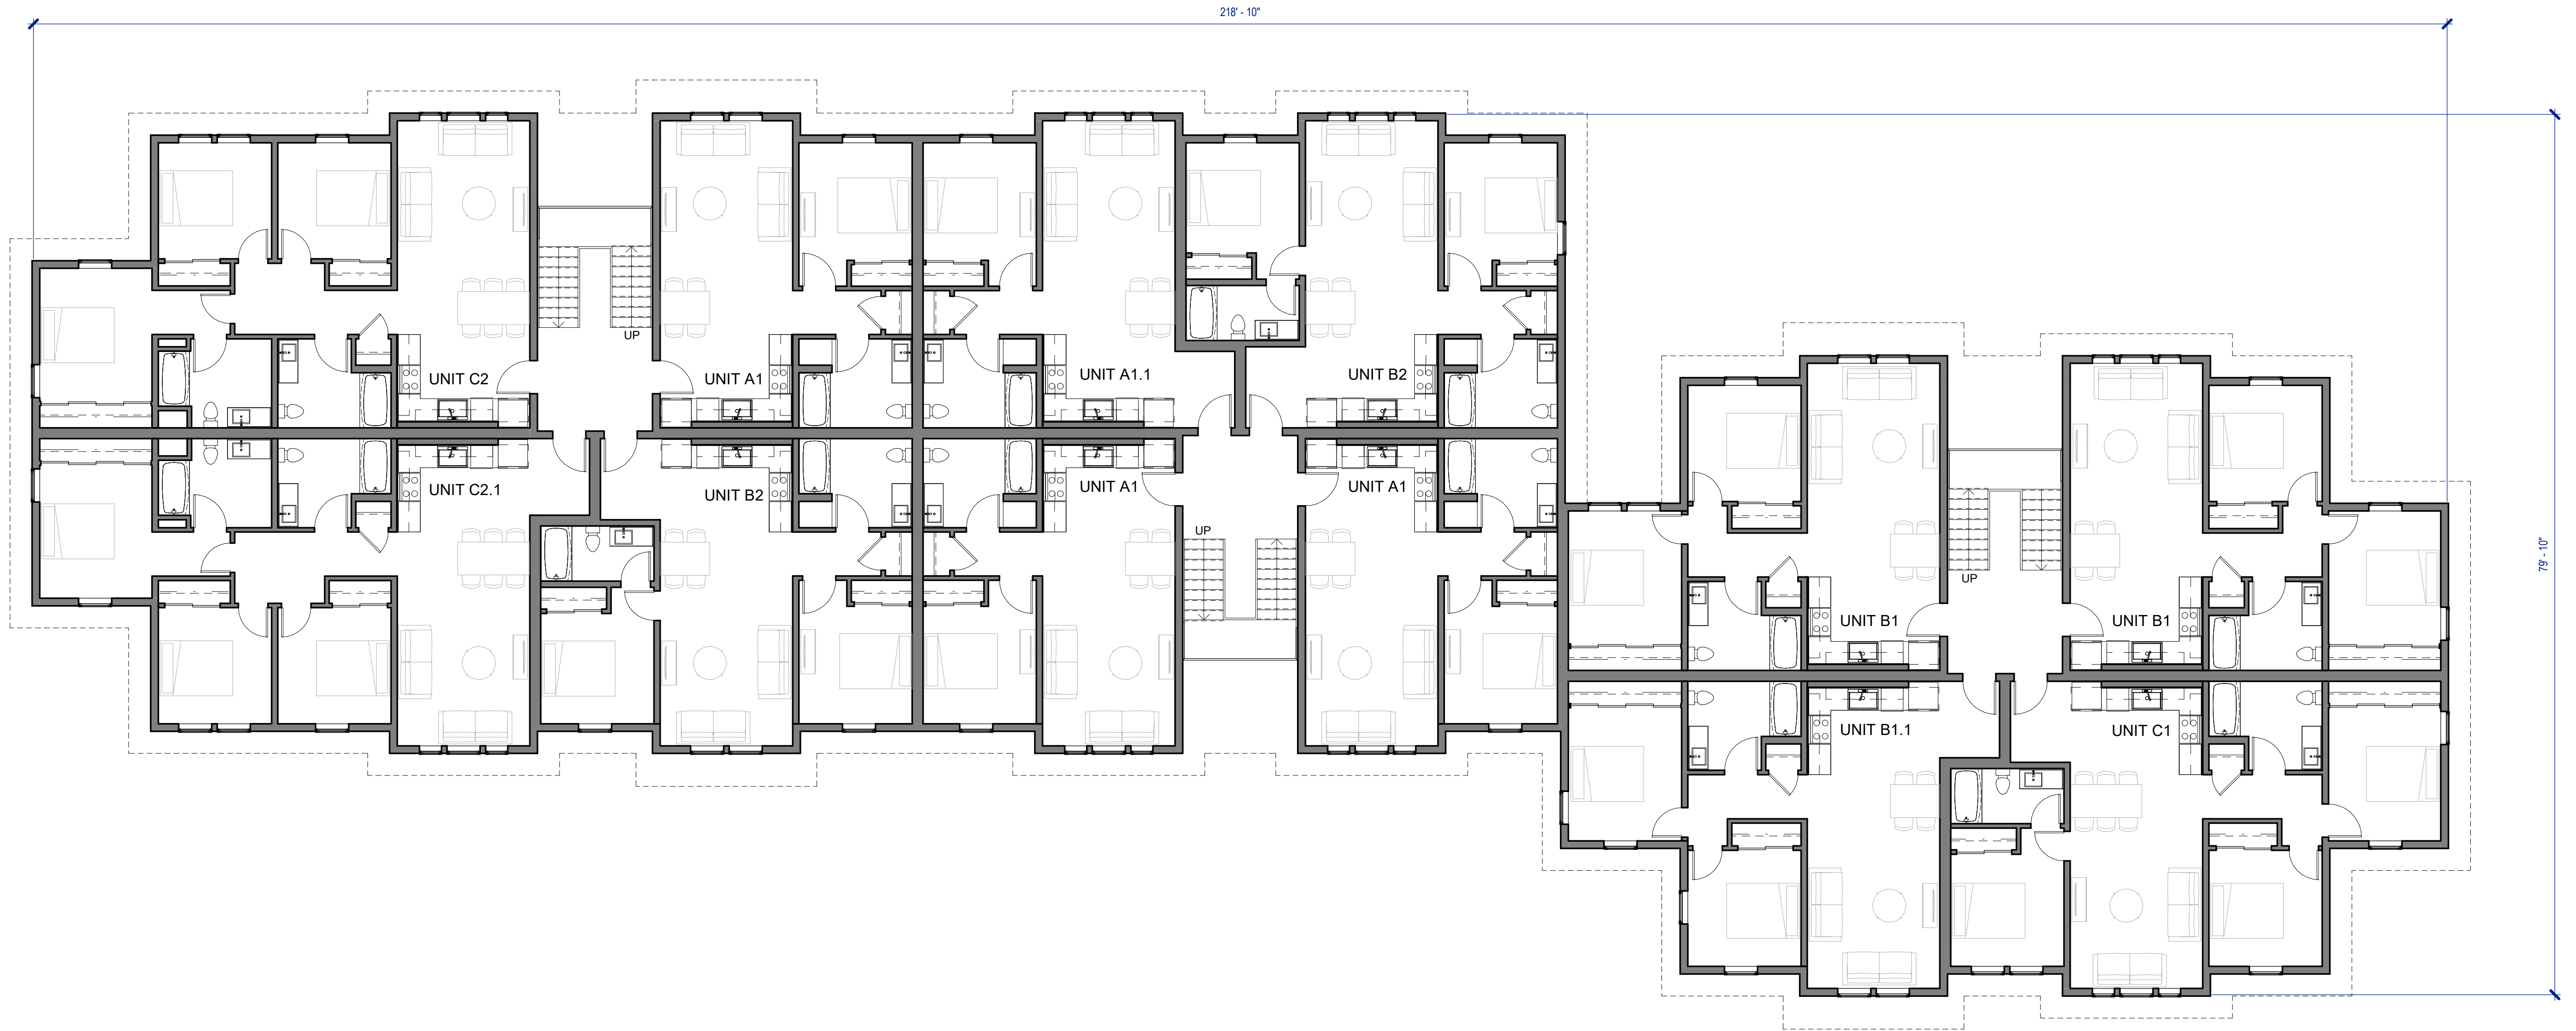 218' - 10"
UP
UNIT C2
UNIT A1
UNIT A1.1
UNIT B2
UNIT C2.1
UNIT B2
UNIT A1
UNIT A1
UP
79' - 10"
UP
UNIT B1
UNIT B1
UNIT B1.1
UNIT C1